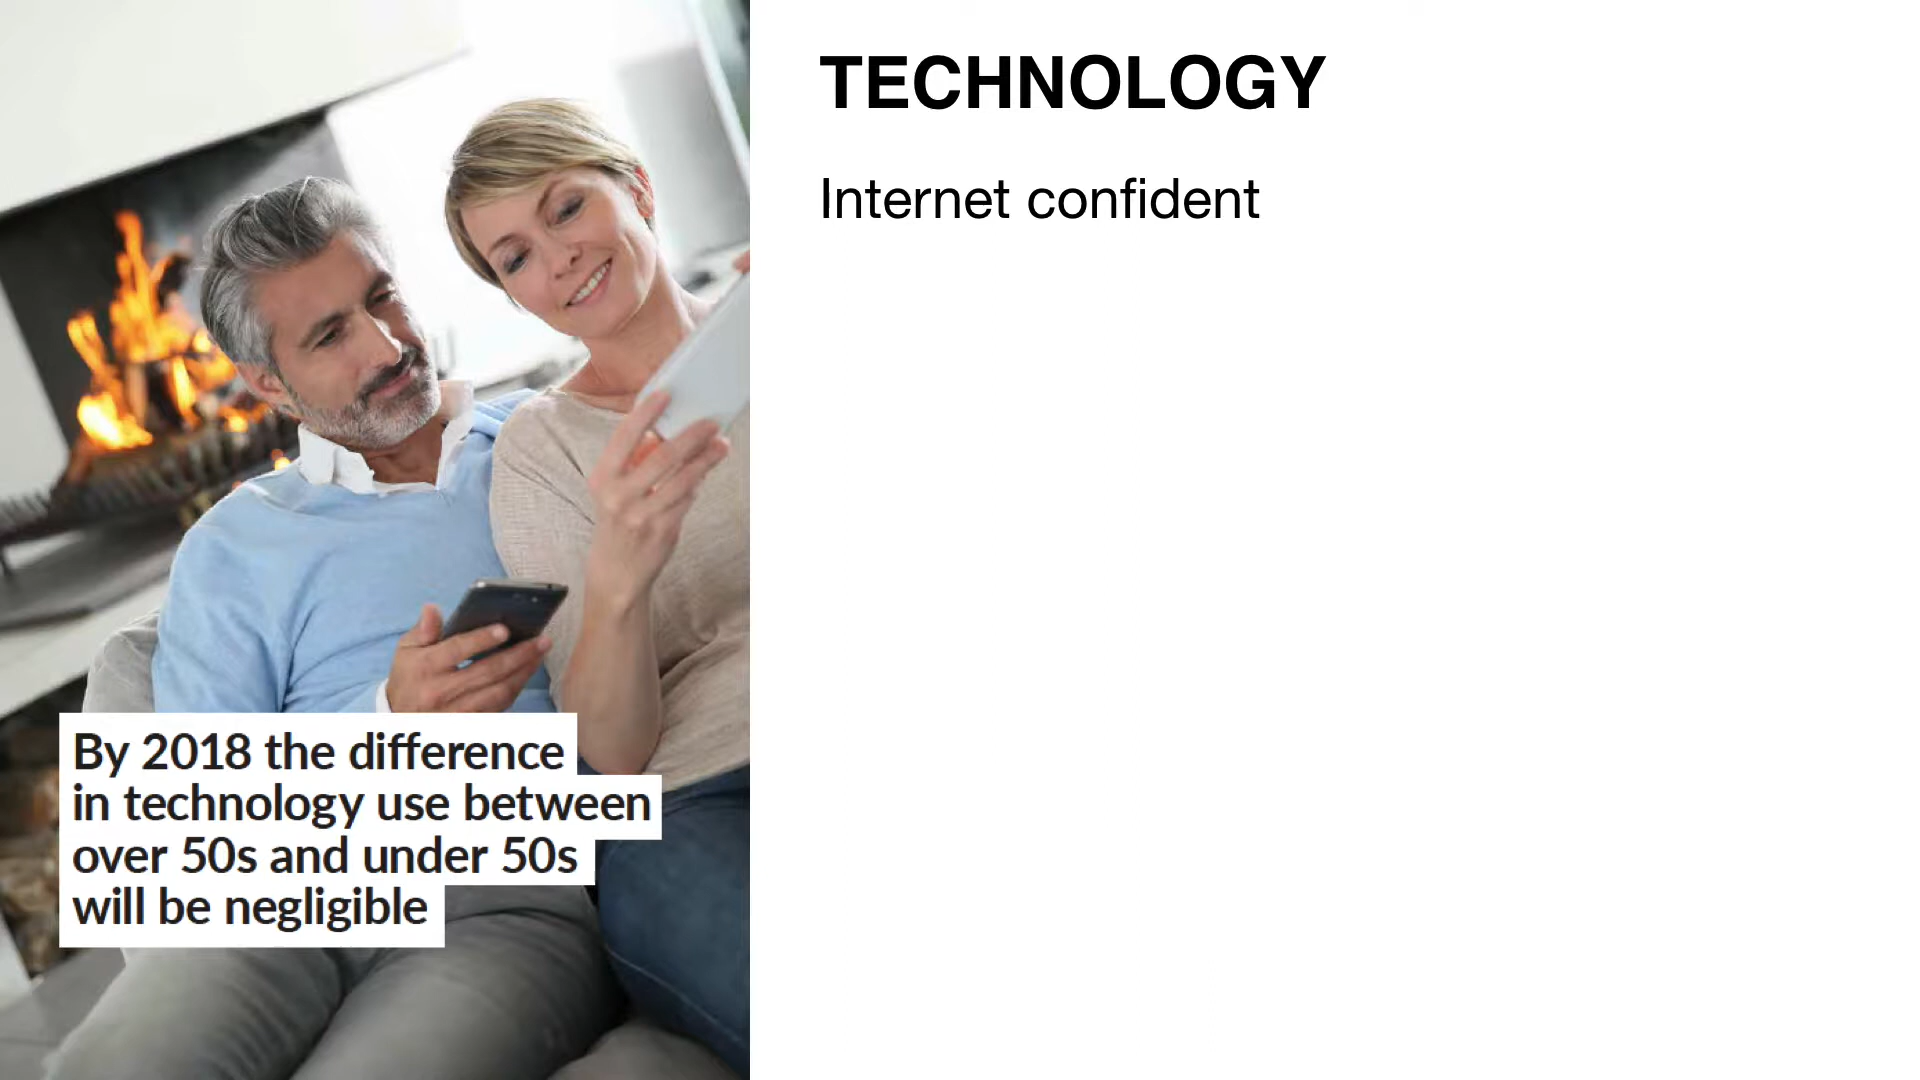 TECHNOLOGY
Internet confident
By 2018 the difference
in technology use between
over 50s and under 50s
will be negligible